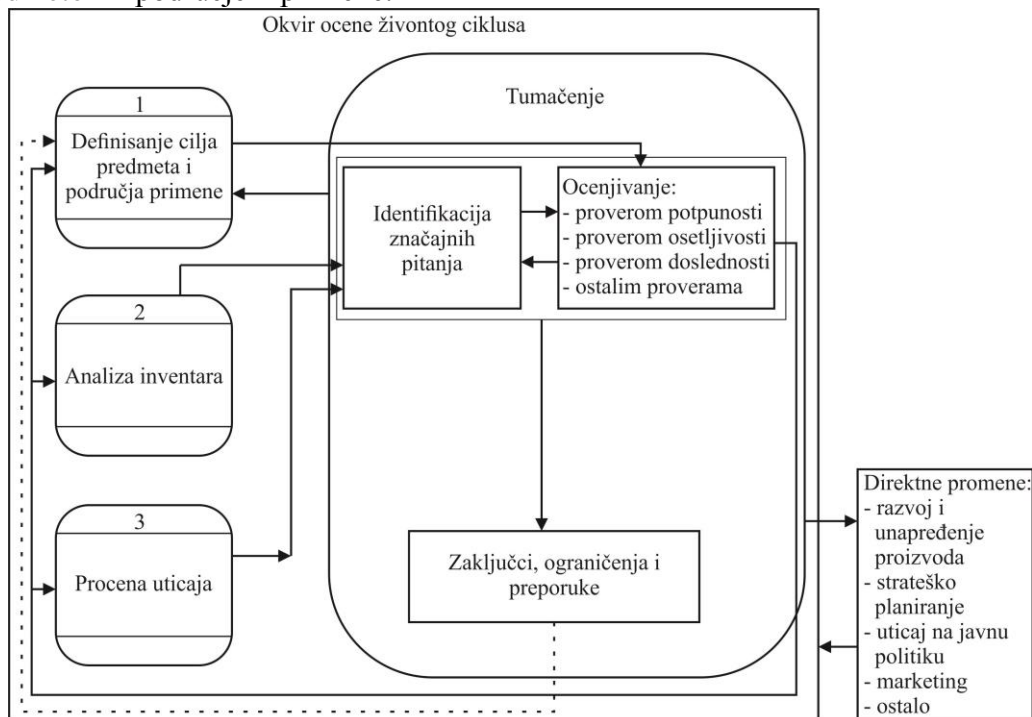 Okvir ocene živontog ciklusa
Tumačenje
1
Definisanje cilja
predmeta i
područja primene
Identifikacija
značajnih
pitanja
Ocenjivanje:
- proverom potpunosti
- proverom osetljivosti
- proverom doslednosti
- ostalim proverama
2
Analiza inventara
3
Procena uticaja
Zaključci, ograničenja i
preporuke
Direktne promene:
- razvoj i
unapređenje
proizvoda
- strateško
planiranje
- uticaj na javnu
politiku
- marketing
- ostalo